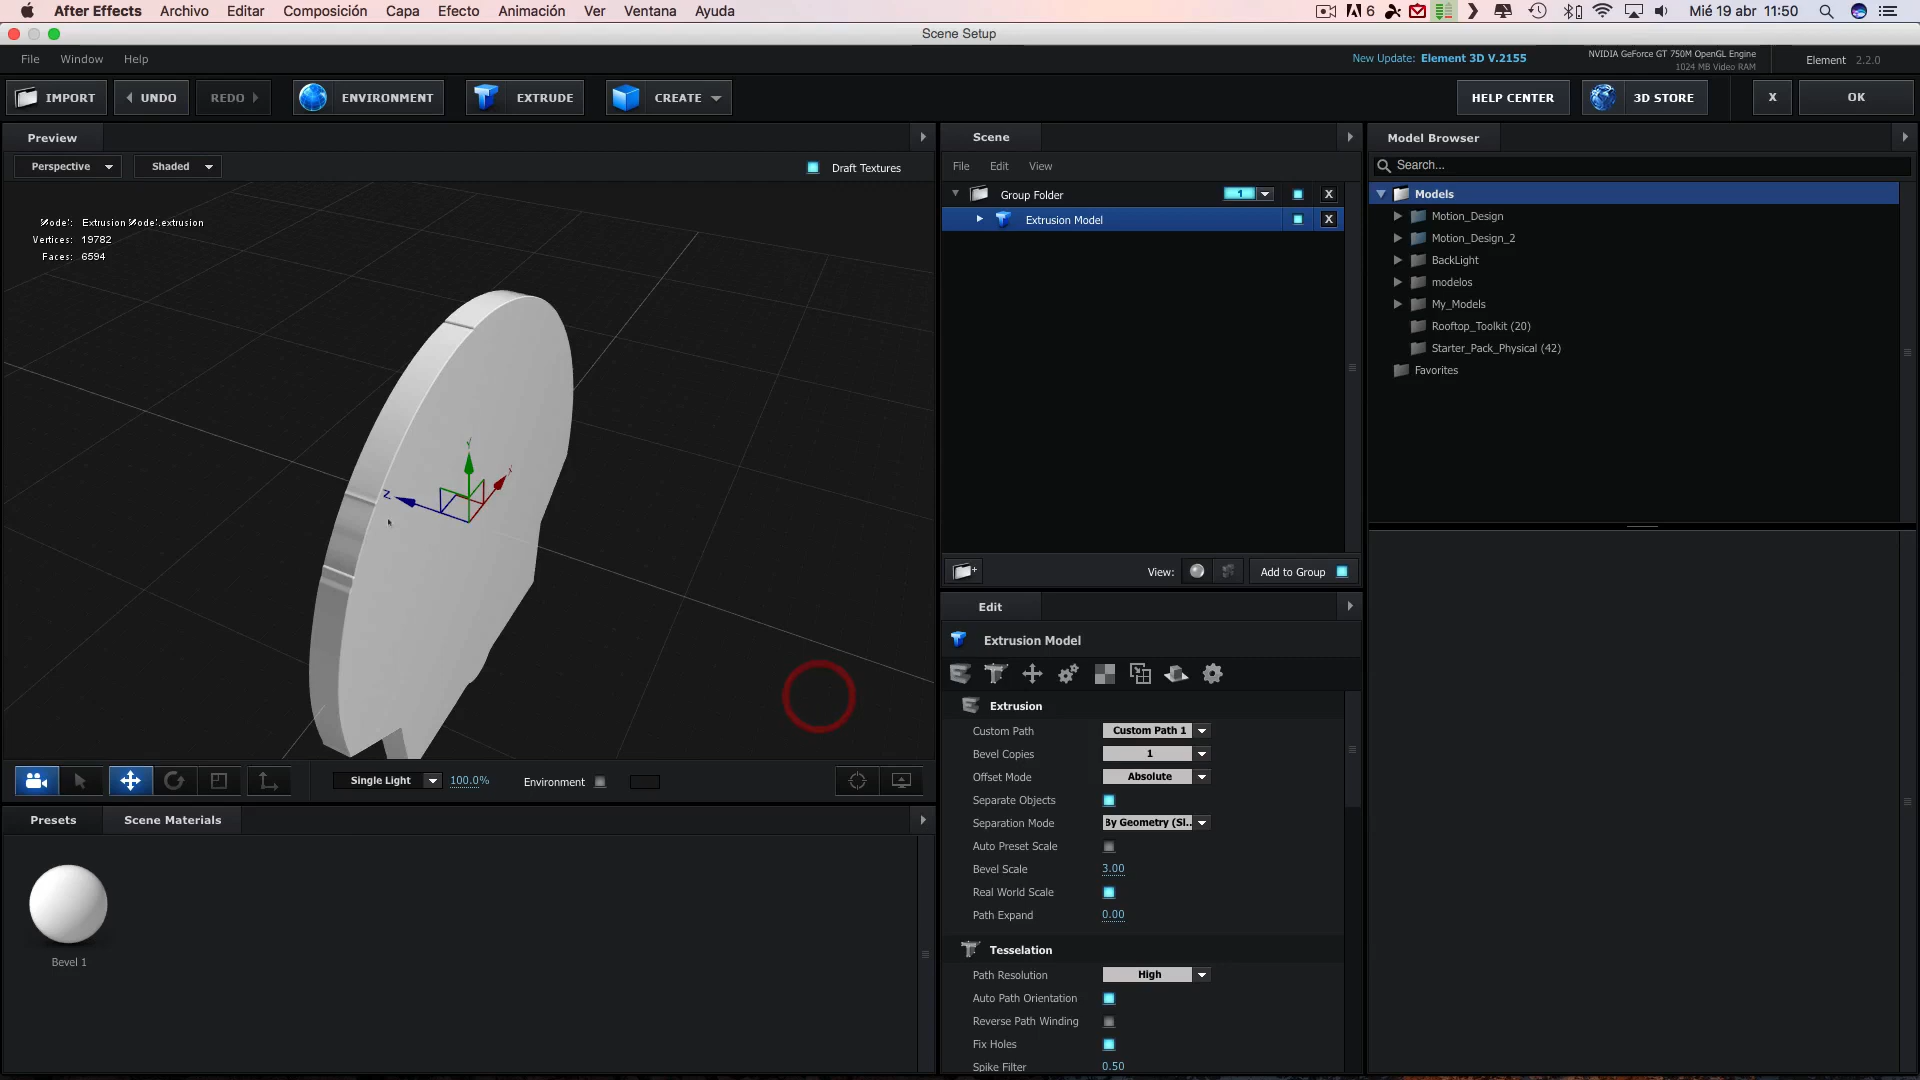 After Effects Archivo Editar Composición Capa Efecto Animación Ver Ventana Ayuda 6 Mié 19 abr 11:50
Scene Setup
File Window Help New Update: Element 3D V.2155 NVIDIA GeForce GT 750M OpenGL Engine Element 2.2.0
1024 MB Video RAM
IMPORT UNDO REDO ENVIRONMENT EXTRUDE CREATE HELP CENTER 3D STORE X OK
Preview
Perspective Shaded Draft Textures
Model: Extrusion Model.extrusion
Vertices: 19782
Faces: 6594
Y
X
Z
Single Light 100.0% Environment
Presets Scene Materials
Bevel 1
Scene
File Edit View
Group Folder 1 X
Extrusion Model X
View: Add to Group
Edit
Extrusion Model
Extrusion
Custom Path Custom Path 1
Bevel Copies 1
Offset Mode Absolute
Separate Objects
Separation Mode By Geometry (Sl..
Auto Preset Scale
Bevel Scale 3.00
Real World Scale
Path Expand 0.00
Tesselation
Path Resolution High
Auto Path Orientation
Reverse Path Winding
Fix Holes
Spike Filter 0.50
Model Browser
Search...
Models
Motion_Design
Motion_Design_2
BackLight
modelos
My_Models
Rooftop_Toolkit (20)
Starter_Pack_Physical (42)
Favorites